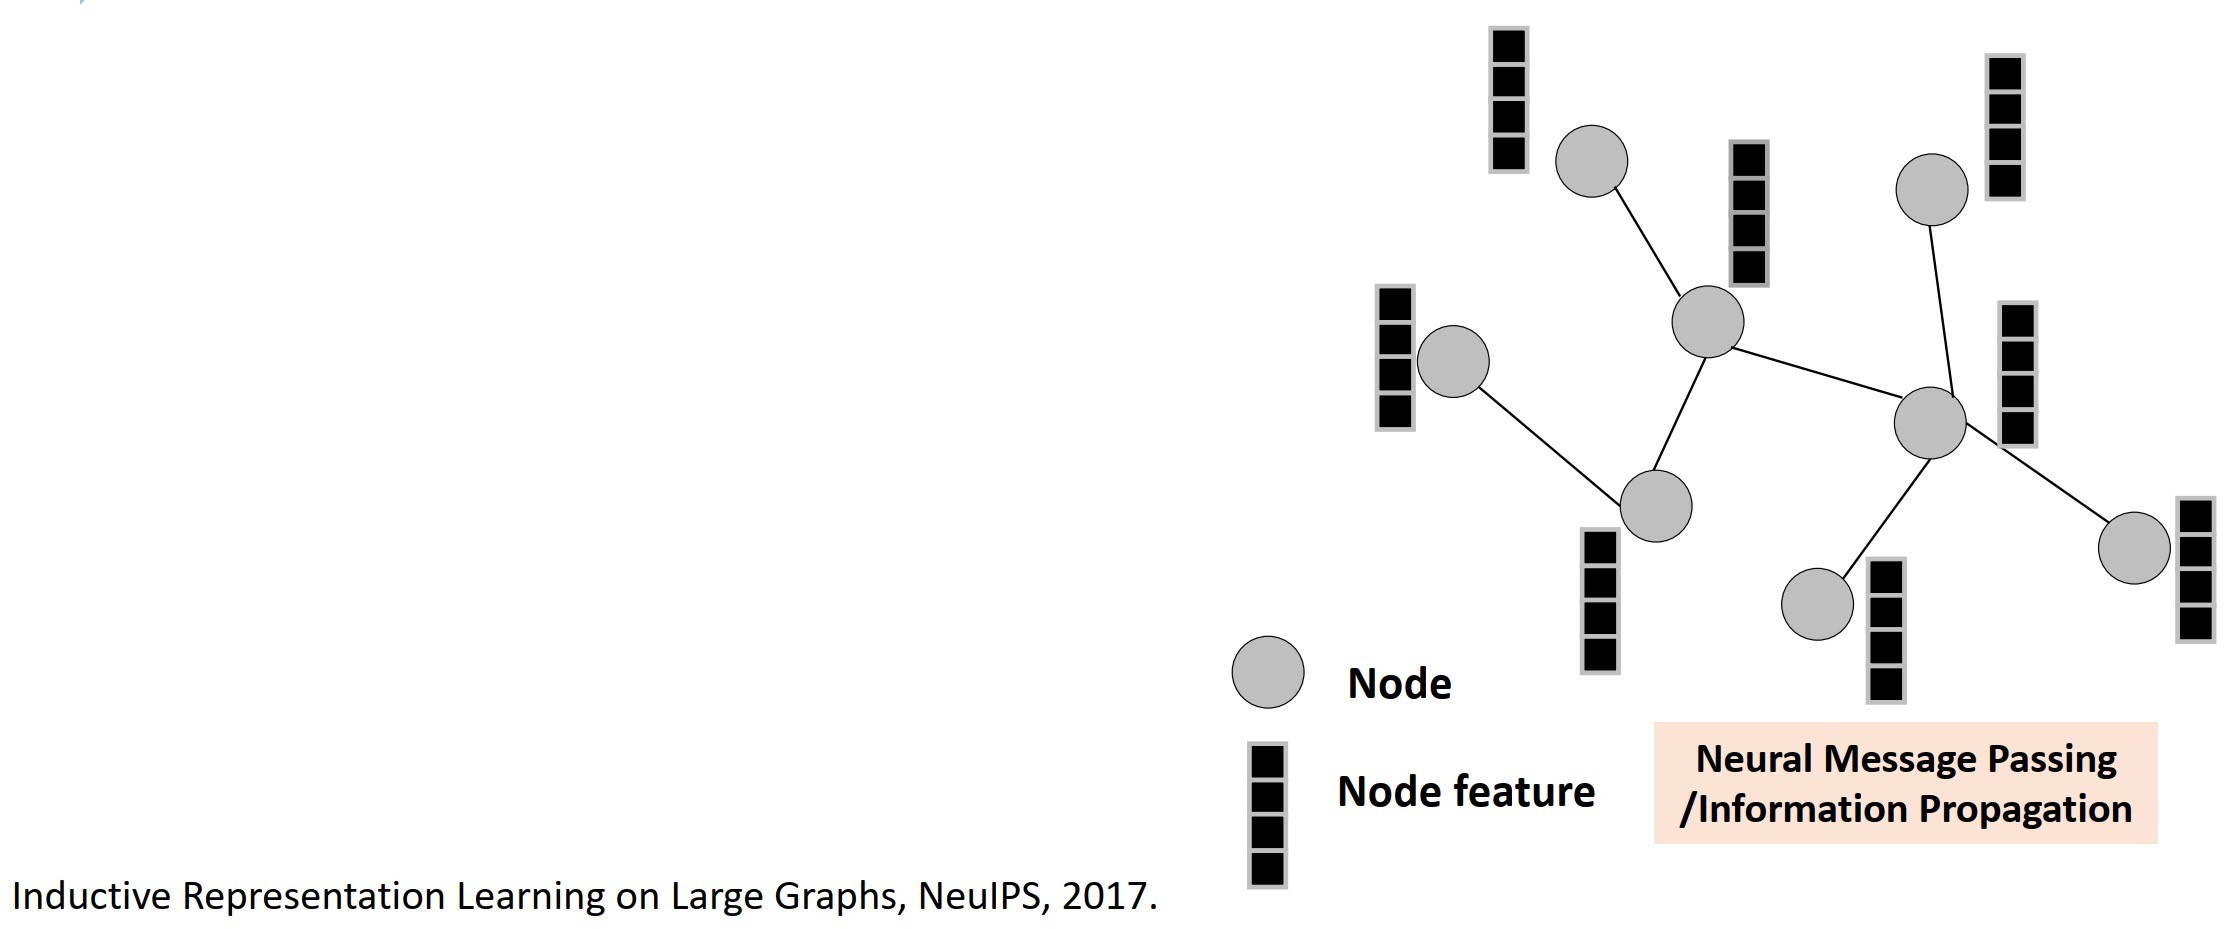 Node
Node feature
Neural Message Passing
/Information Propagation
Inductive Representation Learning on Large Graphs, NeuIPS, 2017.